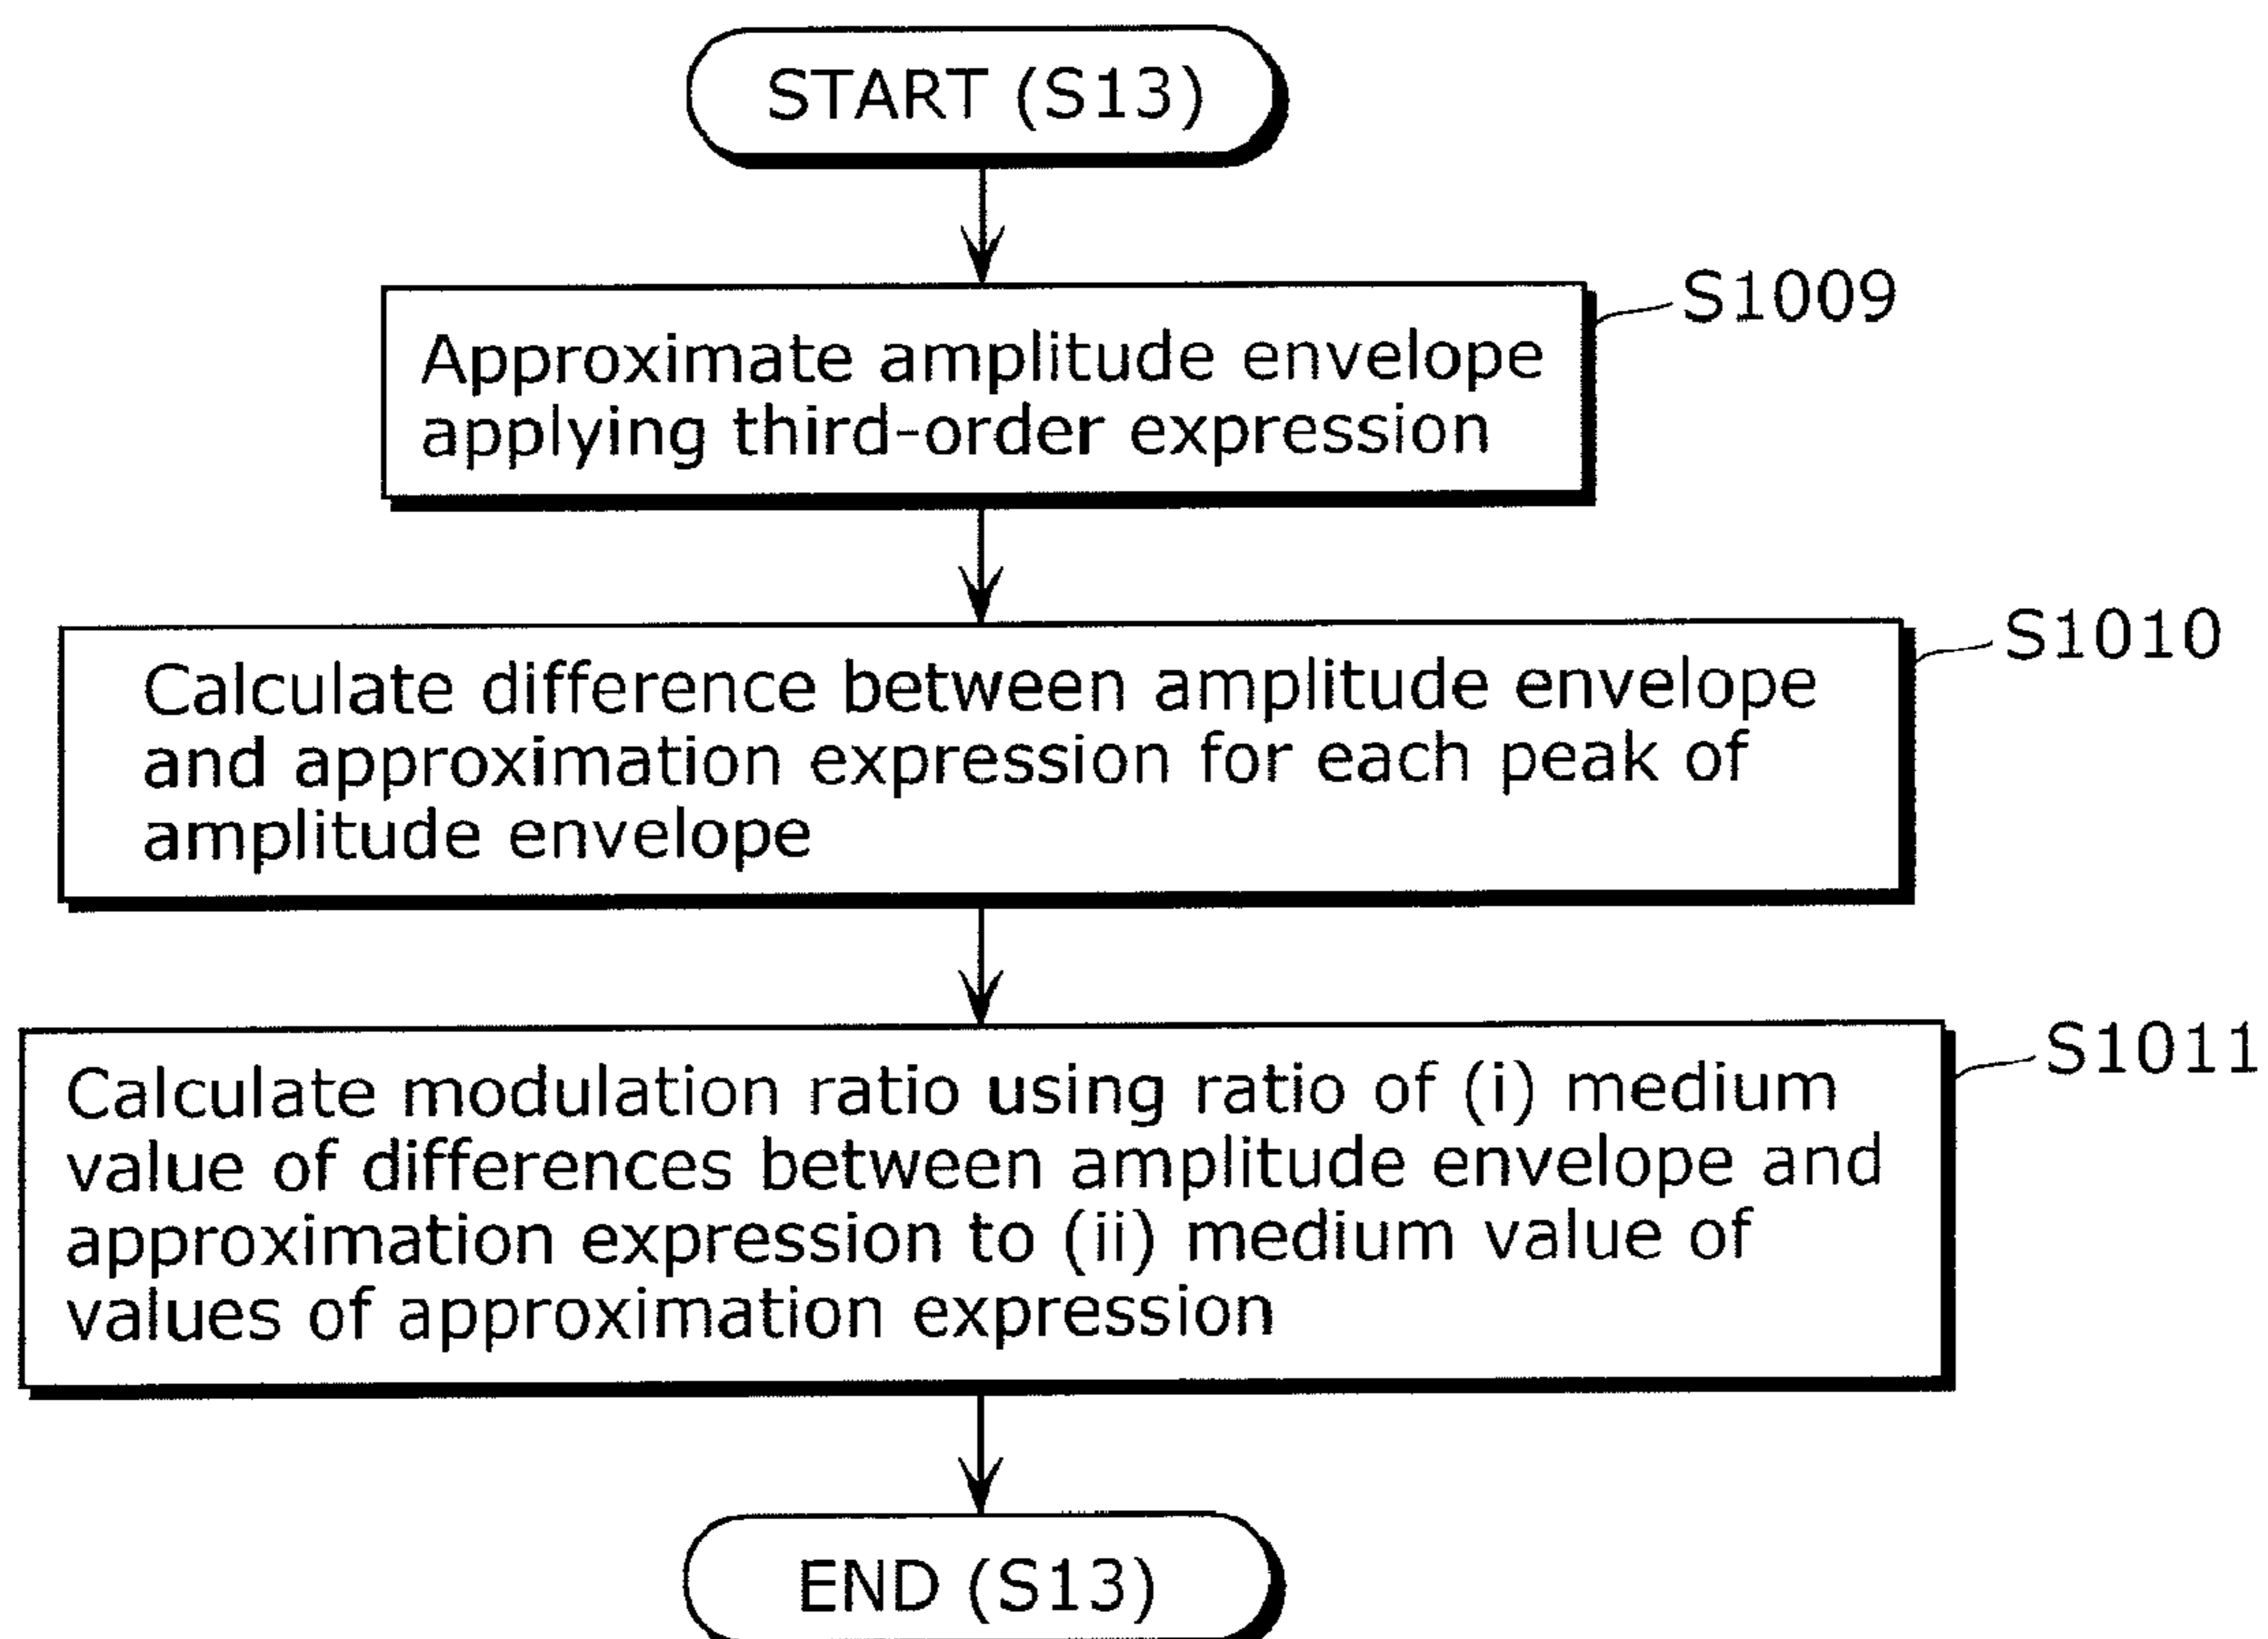 START (S13)
S1009
Approximate amplitude envelope
applying third-order expression
S1010
Calculate difference between amplitude envelope
and approximation expression for each peak of
amplitude envelope
S1011
Calculate modulation ratio using ratio of (i) medium
value of differences between amplitude envelope and
approximation expression to (ii) medium value of
values of approximation expression
END (S13)